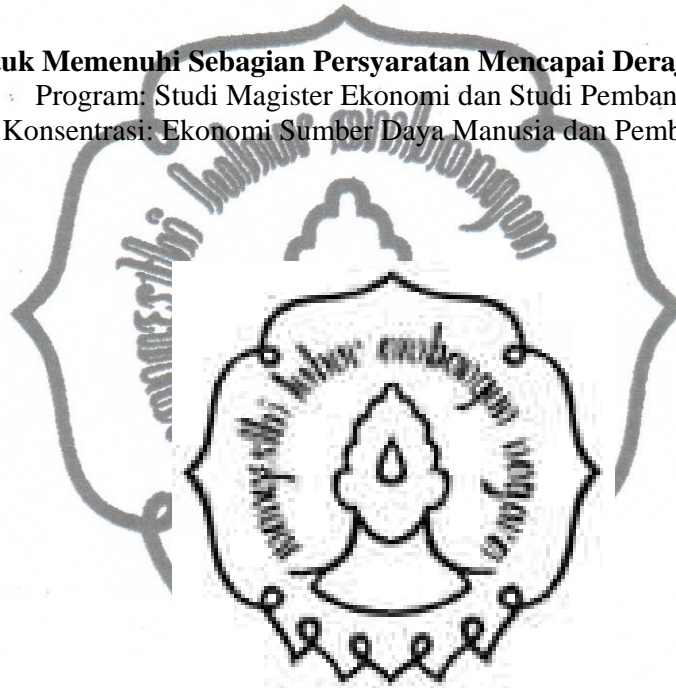 uk Memenuhi Sebagian Persyaratan Mencapai Dera
Program: Studi Magister Ekonomi dan Studi Pemban
Konsentrasi: Ekonomi Sumber Daya Manusia dan Pemb